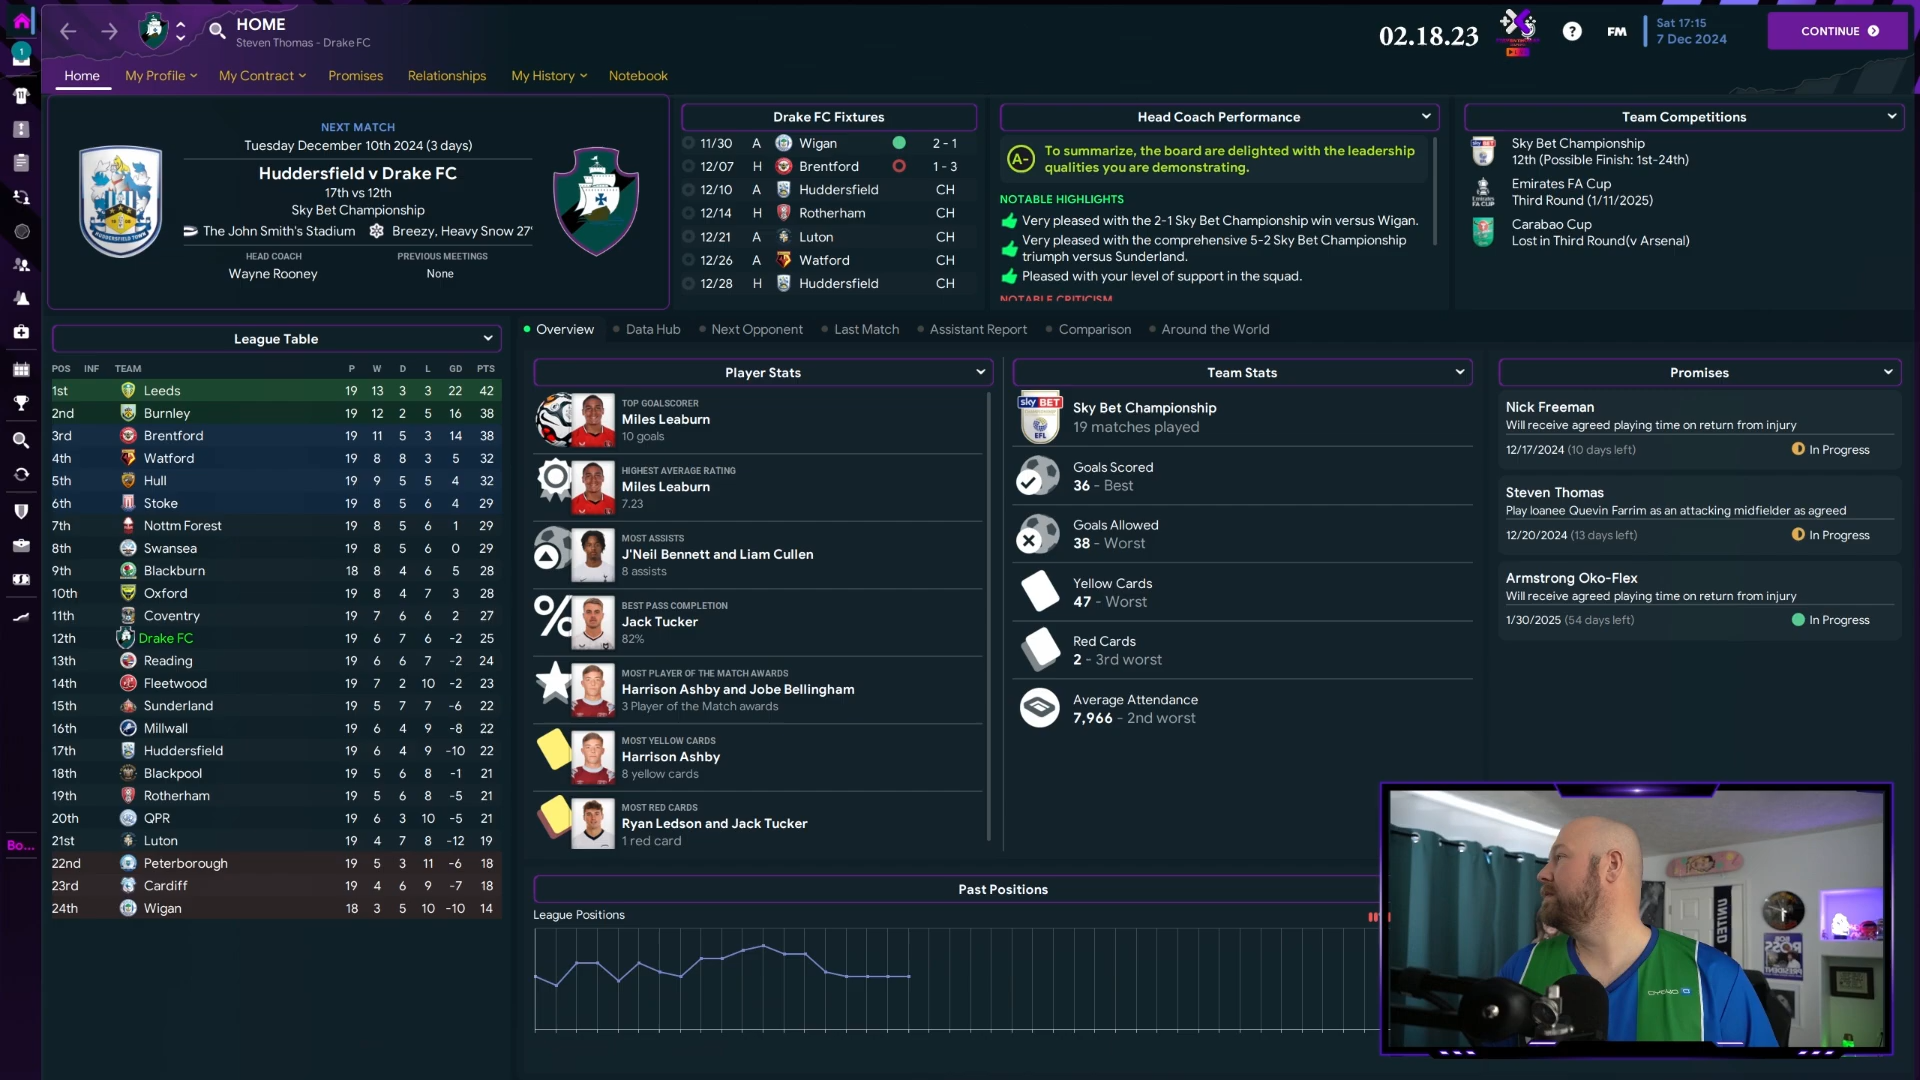 HOME
Steven Thomas - Drake FC
02.18.23
?
FM
Sat 17:15
7 Dec 2024
CONTINUE
1
Home
My Profile
My Contract
Promises
Relationships
My History
Notebook
NEXT MATCH
Tuesday December 10th 2024 (3 days)
Huddersfield v Drake FC
17th vs 12th
Sky Bet Championship
The John Smith's Stadium
Breezy, Heavy Snow 27°
HEAD COACH
Wayne Rooney
PREVIOUS MEETINGS
None
Drake FC Fixtures
11/30 A Wigan 2 - 1
12/07 H Brentford 1 - 3
12/10 A Huddersfield CH
12/14 H Rotherham CH
12/21 A Luton CH
12/26 A Watford CH
12/28 H Huddersfield CH
Head Coach Performance
A-
To summarize, the board are delighted with the leadership
qualities you are demonstrating.
NOTABLE HIGHLIGHTS
Very pleased with the 2-1 Sky Bet Championship win versus Wigan.
Very pleased with the comprehensive 5-2 Sky Bet Championship
triumph versus Sunderland.
Pleased with your level of support in the squad.
NOTABLE CRITICISM
Team Competitions
Sky Bet Championship
12th (Possible Finish: 1st-24th)
Emirates FA Cup
Third Round (1/11/2025)
Carabao Cup
Lost in Third Round(v Arsenal)
League Table
POS INF TEAM P W D L GD PTS
1st Leeds 19 13 3 3 22 42
2nd Burnley 19 12 2 5 16 38
3rd Brentford 19 11 5 3 14 38
4th Watford 19 8 8 3 5 32
5th Hull 19 9 5 5 4 32
6th Stoke 19 8 5 6 4 29
7th Nottm Forest 19 8 5 6 1 29
8th Swansea 19 8 5 6 0 29
9th Blackburn 18 8 4 6 5 28
10th Oxford 19 8 4 7 3 28
11th Coventry 19 7 6 6 2 27
12th Drake FC 19 6 7 6 -2 25
13th Reading 19 6 6 7 -2 24
14th Fleetwood 19 7 2 10 -2 23
15th Sunderland 19 5 7 7 -6 22
16th Millwall 19 6 4 9 -8 22
17th Huddersfield 19 6 4 9 -10 22
18th Blackpool 19 5 6 8 -1 21
19th Rotherham 19 5 6 8 -5 21
20th QPR 19 6 3 10 -5 21
21st Luton 19 4 7 8 -12 19
22nd Peterborough 19 5 3 11 -6 18
23rd Cardiff 19 4 6 9 -7 18
24th Wigan 18 3 5 10 -10 14
Bo...
Overview
Data Hub
Next Opponent
Last Match
Assistant Report
Comparison
Around the World
Player Stats
TOP GOALSCORER
Miles Leaburn
10 goals
HIGHEST AVERAGE RATING
Miles Leaburn
7.23
MOST ASSISTS
J'Neil Bennett and Liam Cullen
8 assists
%
BEST PASS COMPLETION
Jack Tucker
82%
MOST PLAYER OF THE MATCH AWARDS
Harrison Ashby and Jobe Bellingham
3 Player of the Match awards
MOST YELLOW CARDS
Harrison Ashby
8 yellow cards
MOST RED CARDS
Ryan Ledson and Jack Tucker
1 red card
Team Stats
sky BET
EFL
Sky Bet Championship
19 matches played
Goals Scored
36 - Best
Goals Allowed
38 - Worst
Yellow Cards
47 - Worst
Red Cards
2 - 3rd worst
Average Attendance
7,966 - 2nd worst
Promises
Nick Freeman
Will receive agreed playing time on return from injury
12/17/2024 (10 days left) In Progress
Steven Thomas
Play loanee Quevin Farrim as an attacking midfielder as agreed
12/20/2024 (13 days left) In Progress
Armstrong Oko-Flex
Will receive agreed playing time on return from injury
1/30/2025 (54 days left) In Progress
Past Positions
League Positions
UNITED
BOB
ROSS
PRESIDENT